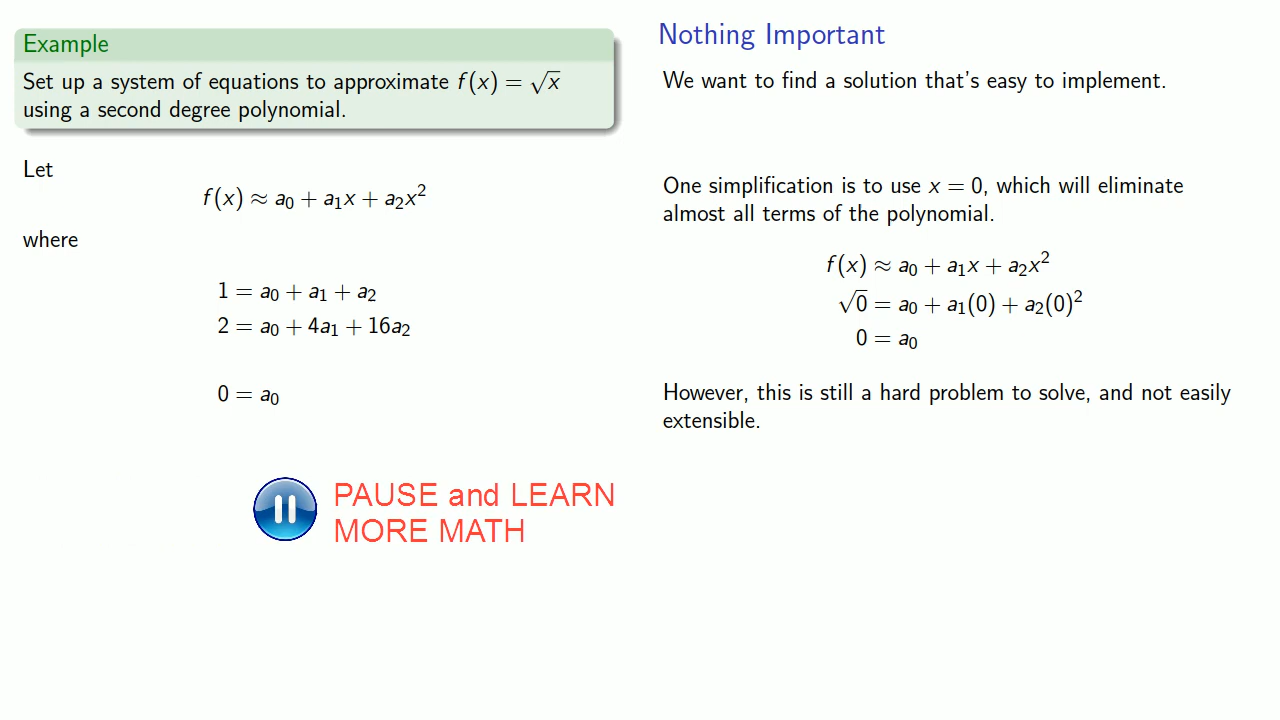 Example
Set up a system of equations to approximate f(x) = √x
using a second degree polynomial.
Let
f(x) ≈ a₀ + a₁x + a₂x²
where
1 = a₀ + a₁ + a₂
2 = a₀ + 4a₁ + 16a₂
0 = a₀
PAUSE and LEARN
MORE MATH
Nothing Important
We want to find a solution that's easy to implement.
One simplification is to use x = 0, which will eliminate
almost all terms of the polynomial.
f(x) ≈ a₀ + a₁x + a₂x²
√0 = a₀ + a₁(0) + a₂(0)²
0 = a₀
However, this is still a hard problem to solve, and not easily
extensible.